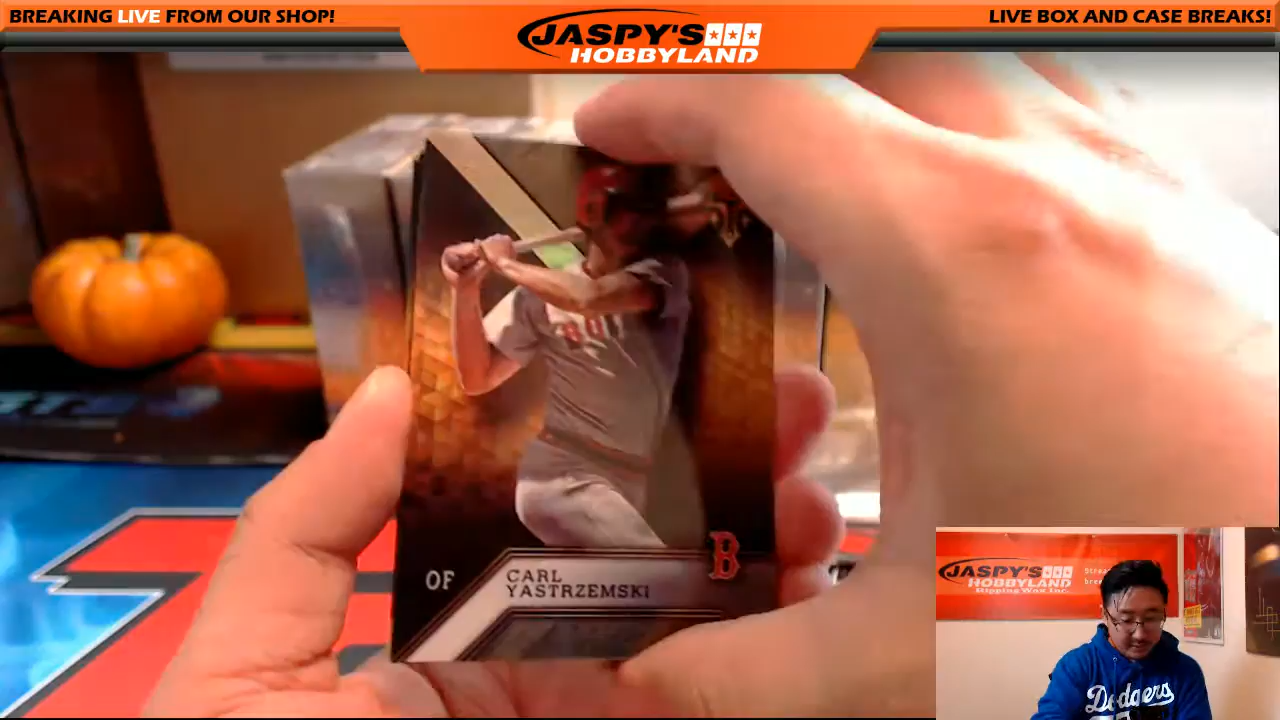 BREAKING LIVE FROM OUR SHOP!
JASPY'S
HOBBYLAND
LIVE BOX AND CASE BREAKS!
B
OF
CARL
YASTRZEMSKI
JASPY'S
HOBBYLAND
Ripping Wax Inc.
Dodgers